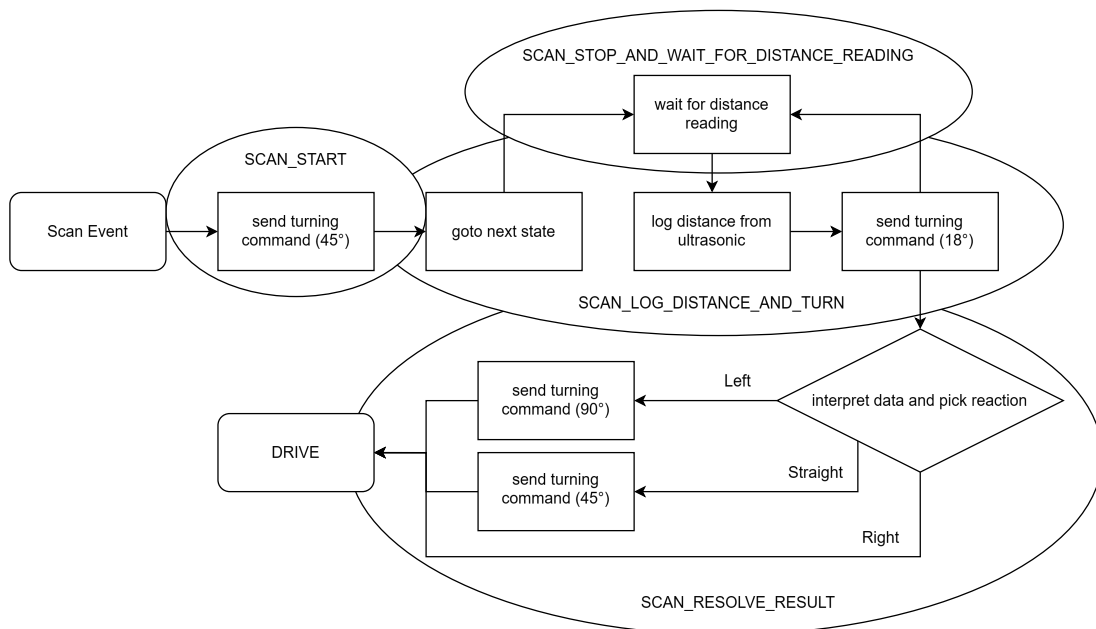 SCAN_STOP_AND_WAIT_FOR_DISTANCE_READING
wait for distance
reading
SCAN_START
Scan Event
send turning
command (45°)
goto next state
log distance from
ultrasonic
send turning
command (18°)
SCAN_LOG_DISTANCE_AND_TURN
interpret data and pick reaction
Left
send turning
command (90°)
DRIVE
Straight
send turning
command (45°)
Right
SCAN_RESOLVE_RESULT